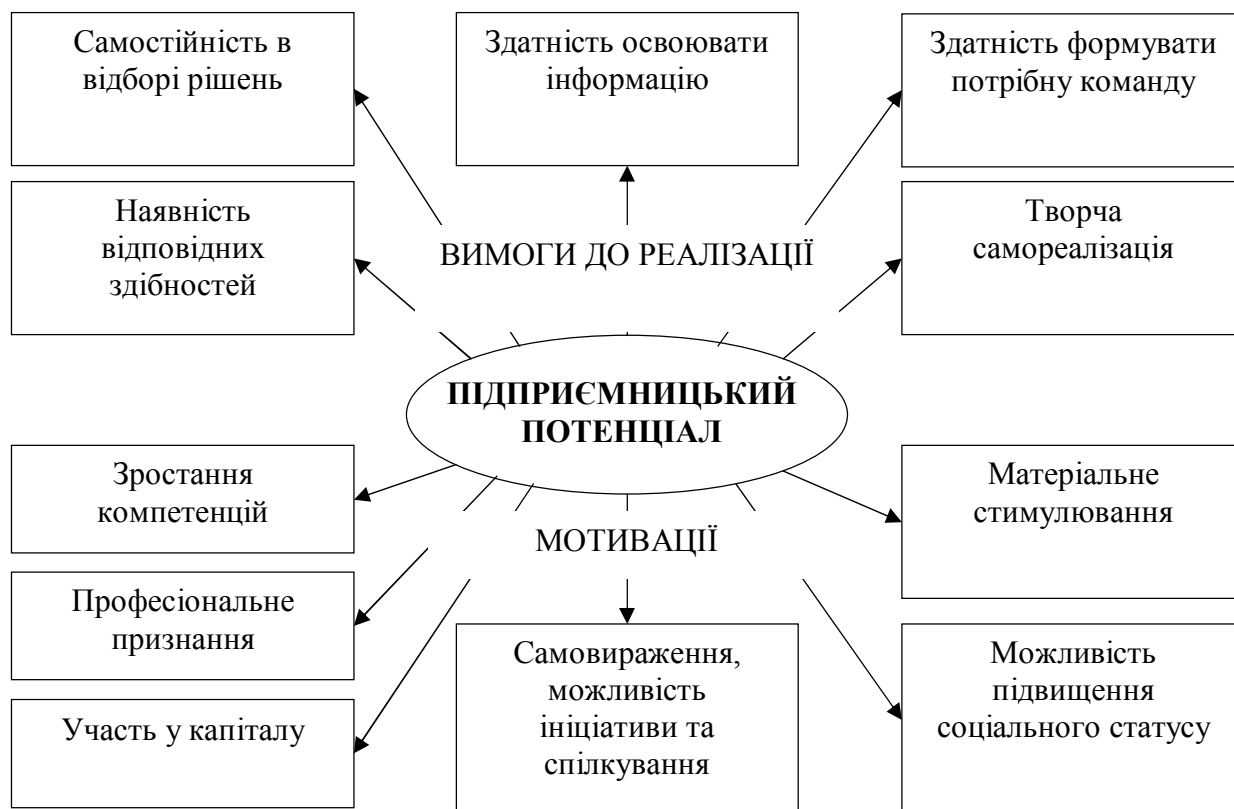 Самостійність в
відборі рішень
Здатність освоювати
інформацію
Здатність формувати
потрібну команду
Наявність
відповідних
здібностей
ВИМОГИ ДО РЕАЛІЗАЦІЇ
Творча
самореалізація
ПІДПРИЄМНИЦЬКИЙ
ПОТЕНЦІАЛ
Зростання
компетенцій
МОТИВАЦІЇ
Матеріальне
стимулювання
Професіональне
признання
Участь у капіталу
Самовираження,
можливість
ініціативи та
спілкування
Можливість
підвищення
соціального статусу